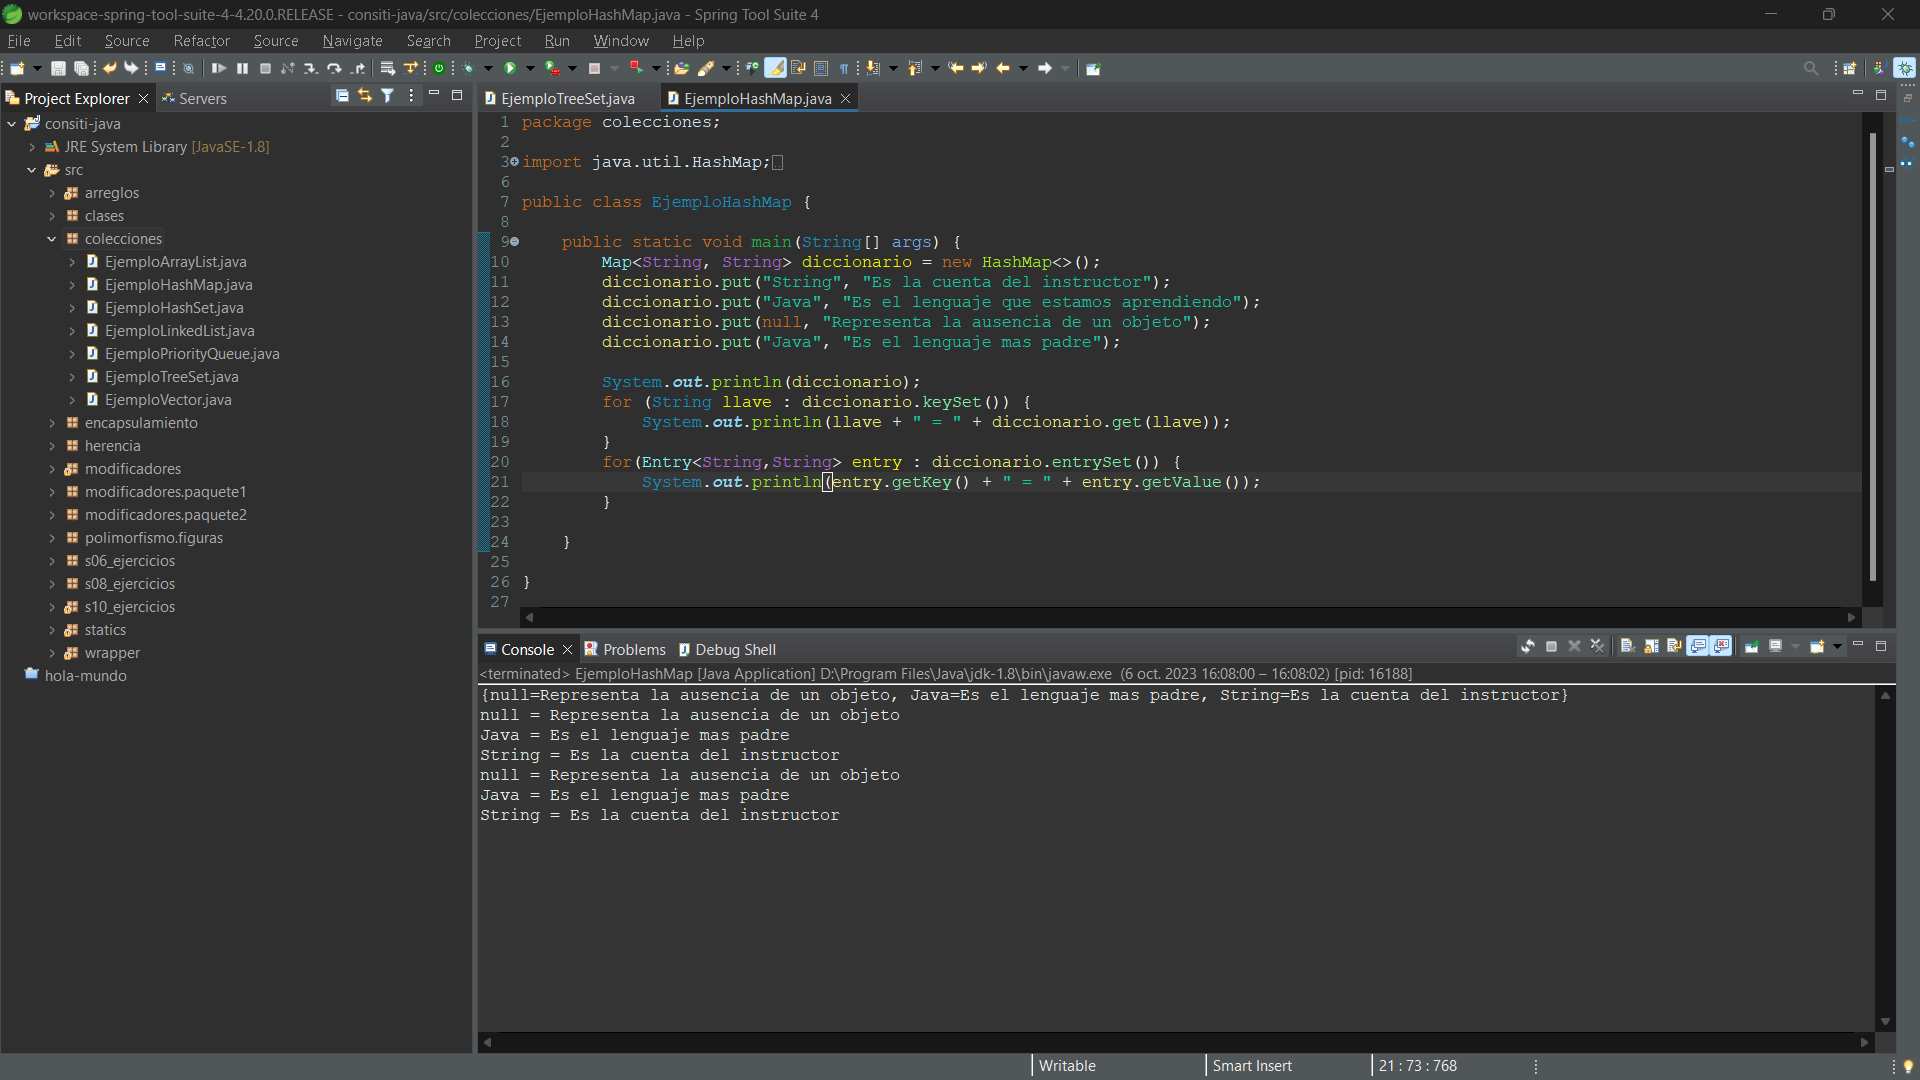 workspace-spring-tool-suite-4-4.20.0.RELEASE - consiti-java/src/colecciones/EjemploHashMap.java - Spring Tool Suite 4
File Edit Source Refactor Source Navigate Search Project Run Window Help
Project Explorer Servers
consiti-java
JRE System Library [JavaSE-1.8]
src
arreglos
clases
colecciones
EjemploArrayList.java
EjemploHashMap.java
EjemploHashSet.java
EjemploLinkedList.java
EjemploPriorityQueue.java
EjemploTreeSet.java
EjemploVector.java
encapsulamiento
herencia
modificadores
modificadores.paquete1
modificadores.paquete2
polimorfismo.figuras
s06_ejercicios
s08_ejercicios
s10_ejercicios
statics
wrapper
hola-mundo
EjemploTreeSet.java EjemploHashMap.java
1 package colecciones;
2
3 import java.util.HashMap;
6
7 public class EjemploHashMap {
8
9 public static void main(String[] args) {
10 Map<String, String> diccionario = new HashMap<>();
11 diccionario.put("String", "Es la cuenta del instructor");
12 diccionario.put("Java", "Es el lenguaje que estamos aprendiendo");
13 diccionario.put(null, "Representa la ausencia de un objeto");
14 diccionario.put("Java", "Es el lenguaje mas padre");
15
16 System.out.println(diccionario);
17 for (String llave : diccionario.keySet()) {
18 System.out.println(llave + " = " + diccionario.get(llave));
19 }
20 for(Entry<String,String> entry : diccionario.entrySet()) {
21 System.out.println(entry.getKey() + " = " + entry.getValue());
22 }
23
24 }
25
26 }
27
Console Problems Debug Shell
<terminated> EjemploHashMap [Java Application] D:\Program Files\Java\jdk-1.8\bin\javaw.exe (6 oct. 2023 16:08:00 – 16:08:02) [pid: 16188]
{null=Representa la ausencia de un objeto, Java=Es el lenguaje mas padre, String=Es la cuenta del instructor}
null = Representa la ausencia de un objeto
Java = Es el lenguaje mas padre
String = Es la cuenta del instructor
null = Representa la ausencia de un objeto
Java = Es el lenguaje mas padre
String = Es la cuenta del instructor
Writable Smart Insert 21 : 73 : 768